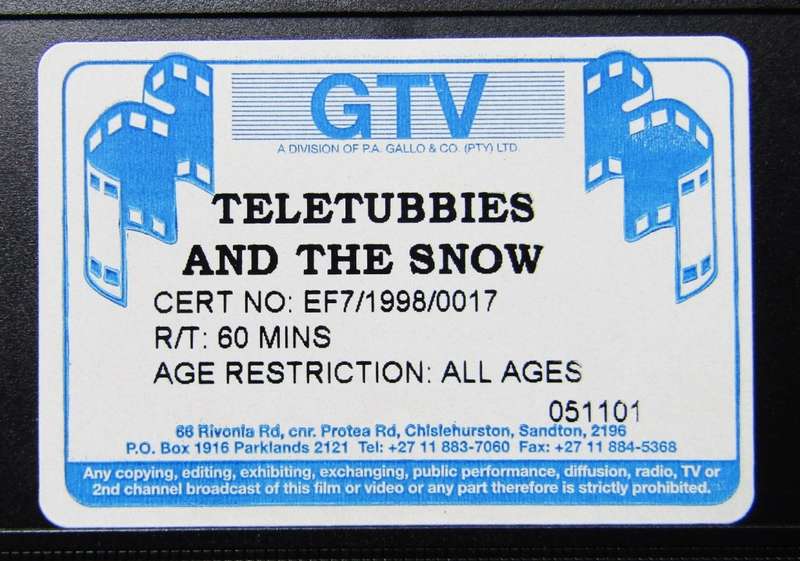 GTV
A DIVISION OF P.A. GALLO & CO. (PTY) LTD.
TELETUBBIES
AND THE SNOW
CERT NO: EF7/1998/0017
R/T: 60 MINS
AGE RESTRICTION: ALL AGES
051101
66 Rivonia Rd, cnr. Protea Rd, Chislehurston, Sandton, 2196
P.O. Box 1916 Parklands 2121 Tel: +27 11 883-7060 Fax: +27 11 884-5368
Any copying, editing, exhibiting, exchanging, public performance, diffusion, radio, TV or
2nd channel broadcast of this film or video or any part therefore is strictly prohibited.